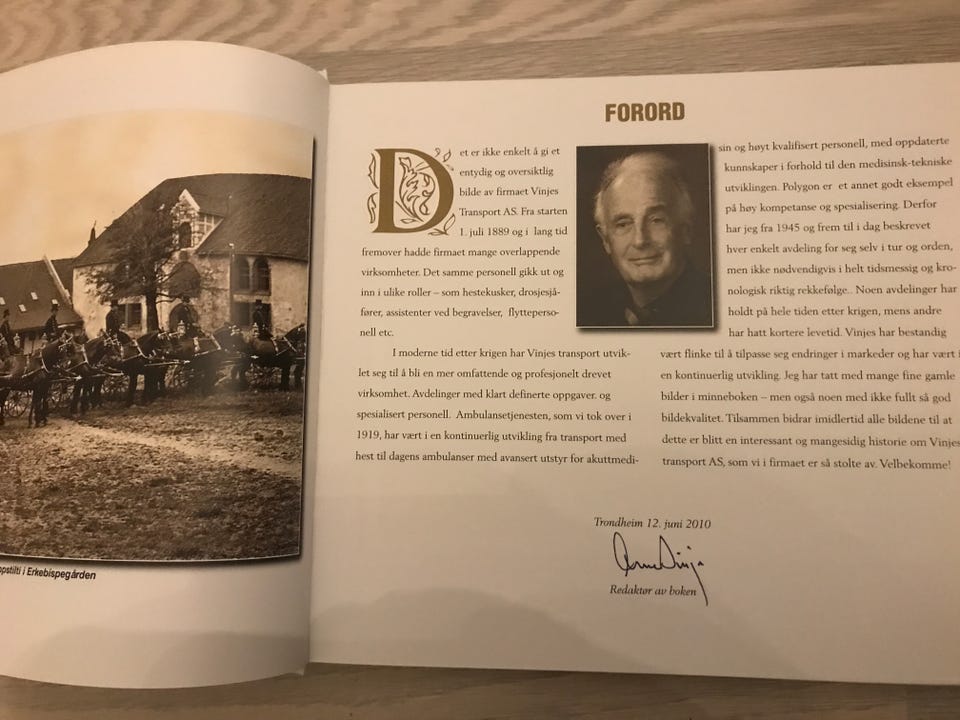 i Erkebispegården
FORORD
Det er ikke enkelt å gi et
entydig og oversiktlig
bilde av firmaet Vinjes
Transport AS. Fra starten
1. juli 1889 og i lang tid
fremover hadde firmaet mange overlappende
virksomheter. Det samme personell gikk ut og
inn i ulike roller – som hestekusker, drosjesjå-
fører, assistenter ved begravelser, flytteperso-
nell etc.
I moderne tid etter krigen har Vinjes transport utvik-
let seg til å bli en mer omfattende og profesjonelt drevet
virksomhet. Avdelinger med klart definerte oppgaver. og
spesialisert personell. Ambulansetjenesten, som vi tok over i
1919, har vært i en kontinuerlig utvikling fra transport med
hest til dagens ambulanser med avansert utstyr for akuttmedi-
sin og høyt kvalifisert personell, med oppdaterte
kunnskaper i forhold til den medisinsk-tekniske
utviklingen. Polygon er et annet godt eksempel
på høy kompetanse og spesialisering. Derfor
har jeg fra 1945 og frem til i dag beskrevet
hver enkelt avdeling for seg selv i tur og orden,
men ikke nødvendigvis i helt tidsmessig og kro-
nologisk riktig rekkefølge.. Noen avdelinger har
holdt på hele tiden etter krigen, mens andre
har hatt kortere levetid. Vinjes har bestandig
vært flinke til å tilpasse seg endringer i markeder og har vært i
en kontinuerlig utvikling. Jeg har tatt med mange fine gamle
bilder i minneboken – men også noen med ikke fullt så god
bildekvalitet. Tilsammen bidrar imidlertid alle bildene til at
dette er blitt en interessant og mangesidig historie om Vinjes
transport AS, som vi i firmaet er så stolte av. Velbekomme!
Trondheim 12. juni 2010
Redaktør av boken